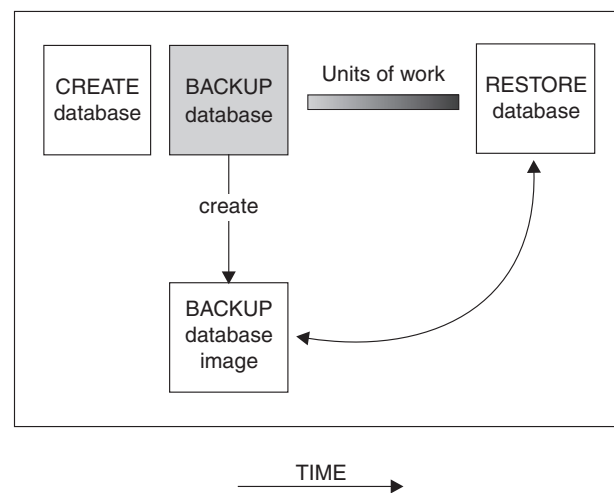 CREATE
database
BACKUP
database
Units of work
RESTORE
database
create
BACKUP
database
image
TIME